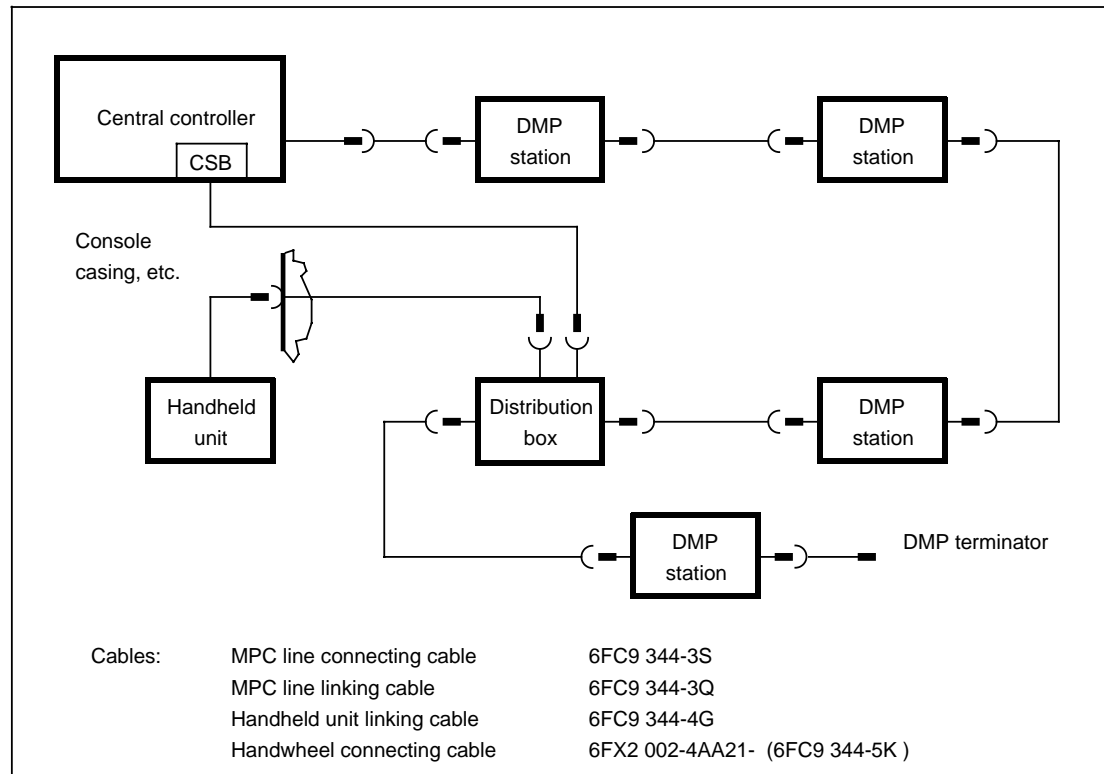 Central controller
CSB
DMP
station
DMP
station
Console
casing, etc.
Handheld
unit
Distribution
box
DMP
station
DMP
station
DMP terminator
Cables: MPC line connecting cable 6FC9 344-3S
MPC line linking cable 6FC9 344-3Q
Handheld unit linking cable 6FC9 344-4G
Handwheel connecting cable 6FX2 002-4AA21- (6FC9 344-5K )